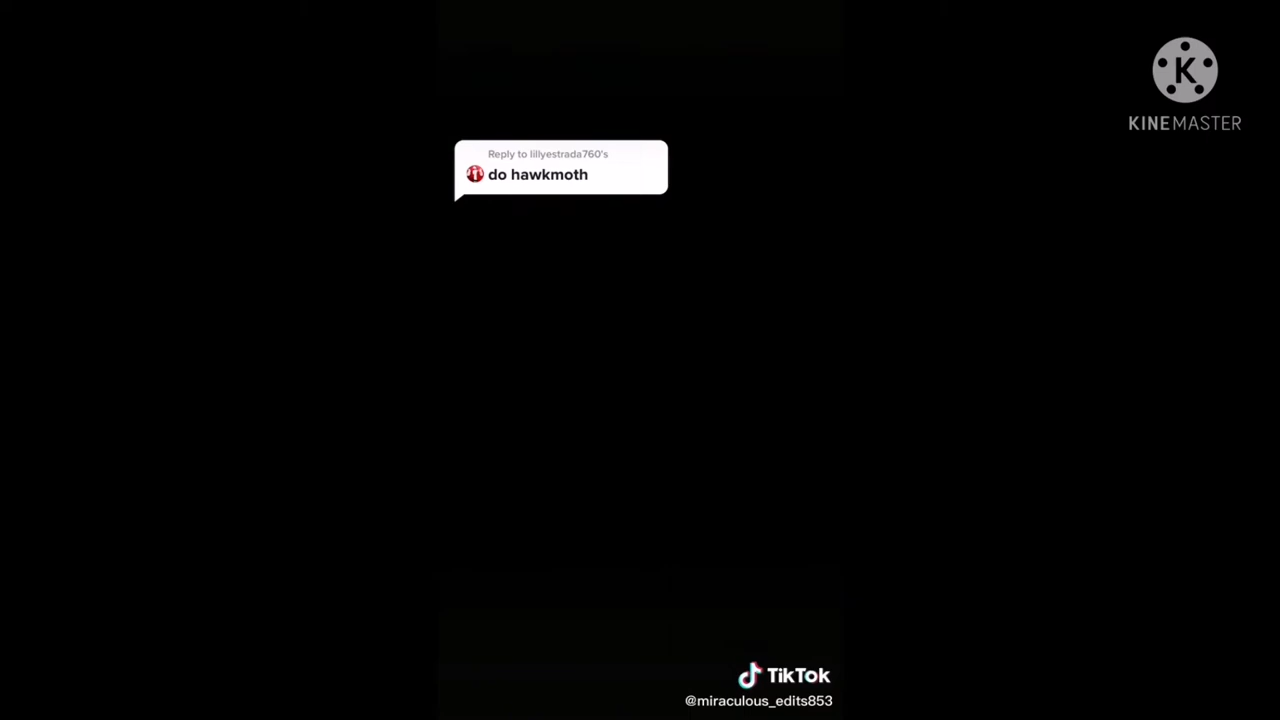 KINEMASTER
Reply to lillyestrada760's
do hawkmoth
TikTok
@miraculous_edits853